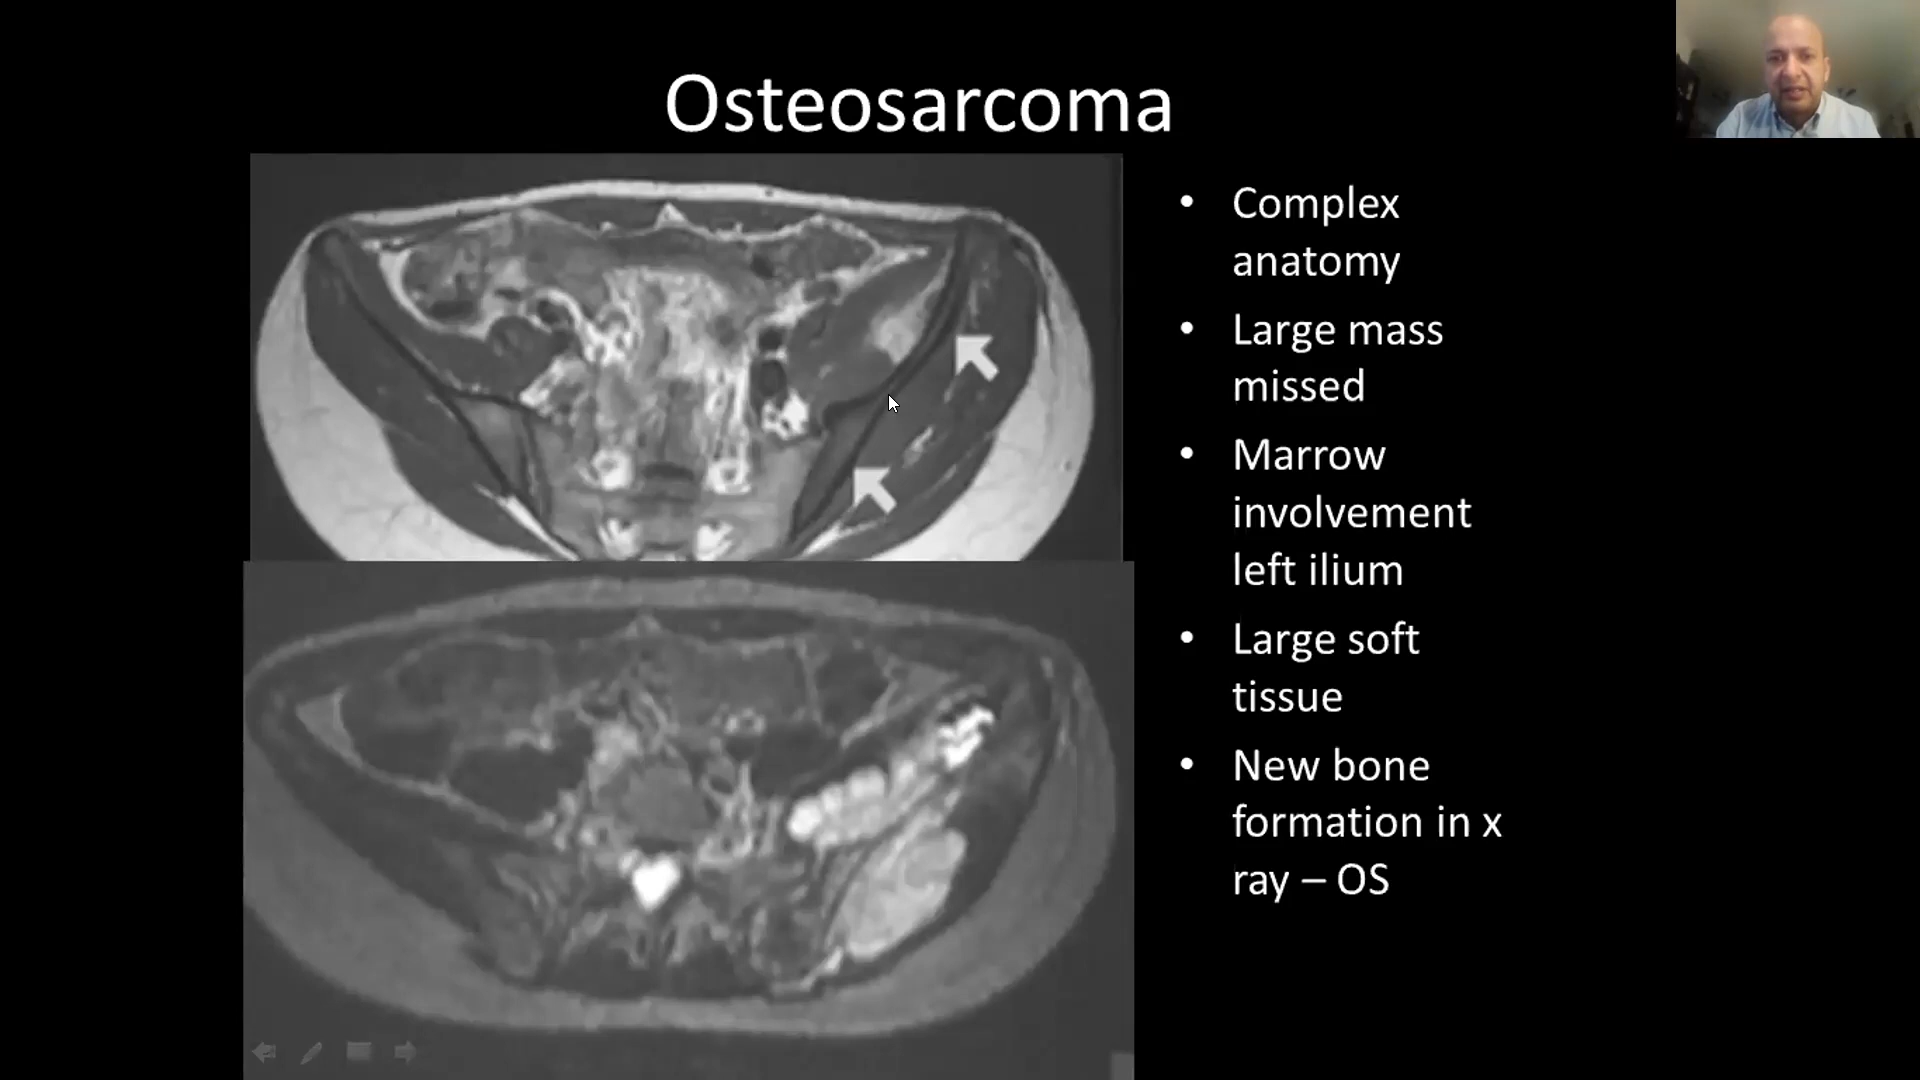 Osteosarcoma
• Complex
anatomy
• Large mass
missed
• Marrow
involvement
left ilium
• Large soft
tissue
• New bone
formation in x
ray – OS